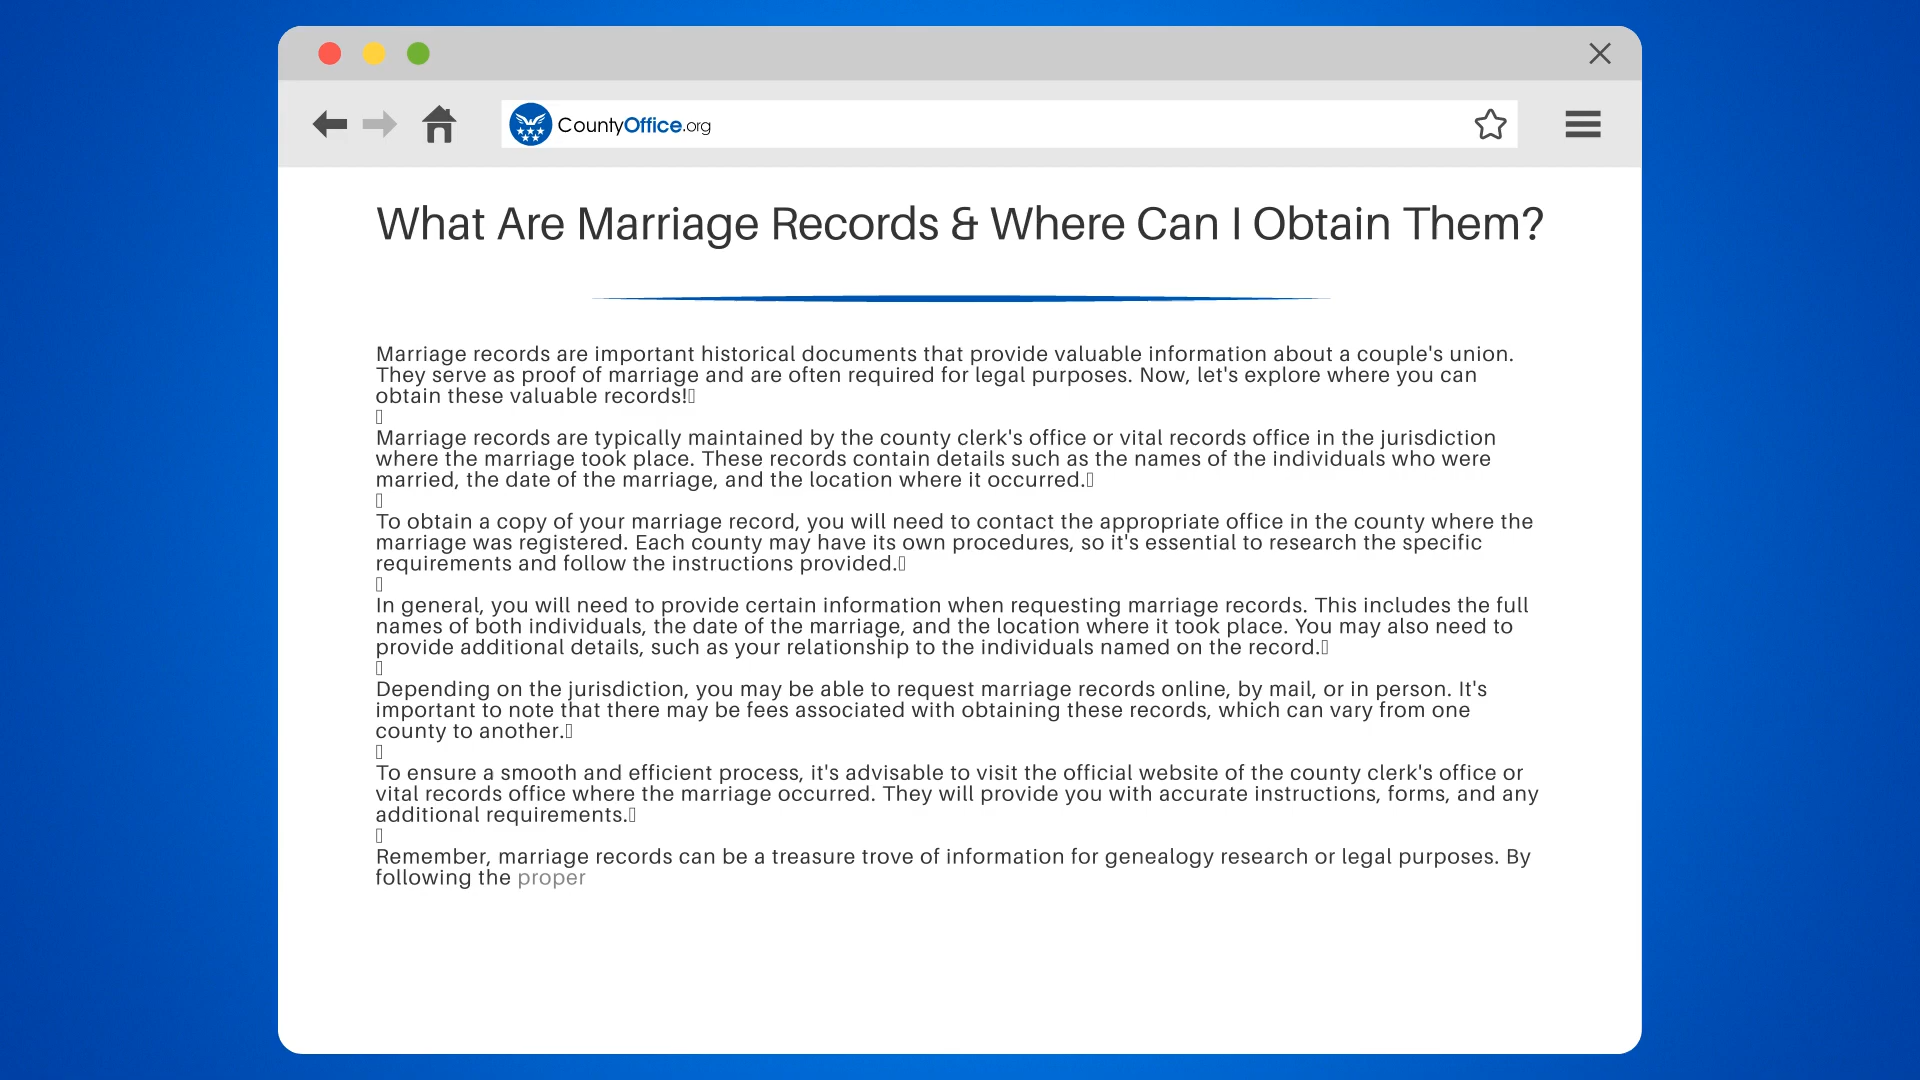 CountyOffice.org
What Are Marriage Records & Where Can I Obtain Them?
Marriage records are important historical documents that provide valuable information about a couple's union.
They serve as proof of marriage and are often required for legal purposes. Now, let's explore where you can
obtain these valuable records!
Marriage records are typically maintained by the county clerk's office or vital records office in the jurisdiction
where the marriage took place. These records contain details such as the names of the individuals who were
married, the date of the marriage, and the location where it occurred.
To obtain a copy of your marriage record, you will need to contact the appropriate office in the county where the
marriage was registered. Each county may have its own procedures, so it's essential to research the specific
requirements and follow the instructions provided.
In general, you will need to provide certain information when requesting marriage records. This includes the full
names of both individuals, the date of the marriage, and the location where it took place. You may also need to
provide additional details, such as your relationship to the individuals named on the record.
Depending on the jurisdiction, you may be able to request marriage records online, by mail, or in person. It's
important to note that there may be fees associated with obtaining these records, which can vary from one
county to another.
To ensure a smooth and efficient process, it's advisable to visit the official website of the county clerk's office or
vital records office where the marriage occurred. They will provide you with accurate instructions, forms, and any
additional requirements.
Remember, marriage records can be a treasure trove of information for genealogy research or legal purposes. By
following the proper